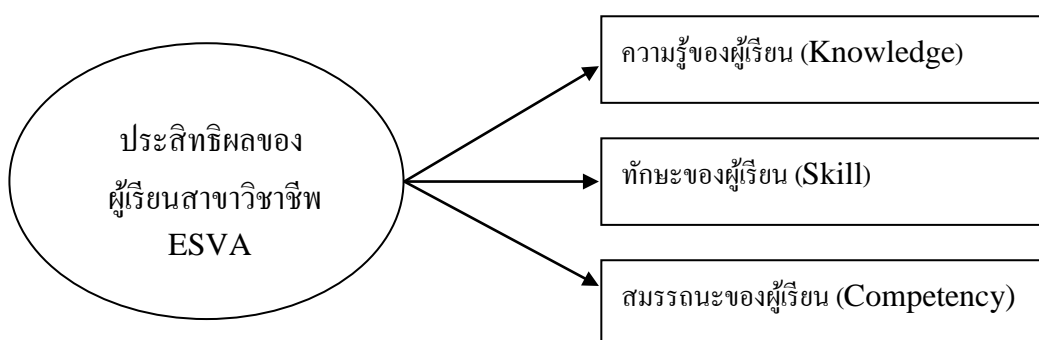 ประสิทธิผลของ
ผู้เรียนสาขาวิชาชีพ
ESVA
ความรู้ของผู้เรียน (Knowledge)
ทักษะของผู้เรียน (Skill)
สมรรถนะของผู้เรียน (Competency)